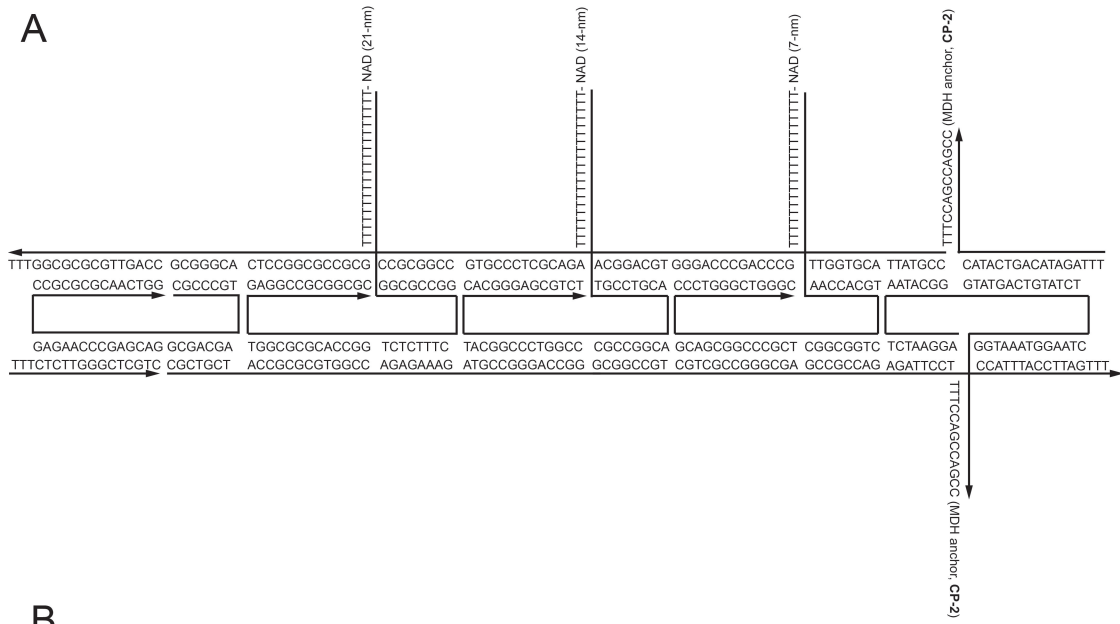 A
TTTTTTTTTTTTTTTTTTTT- NAD (21-nm)
TTTTTTTTTTTTTTTTTTTT- NAD (14-nm)
TTTTTTTTTTTTTTTTTTTT- NAD (7-nm)
TTTCCAGCCAGCC (MDH anchor, CP-2)
TTTGGCGCGCGTTGACC GCGGGCA CTCCGGCGCCGCG CCGCGGCC GTGCCCTCGCAGA ACGGACGT GGGACCCGACCCG TTGGTGCA TTATGCC CATACTGACATAGATTT
CCGCGCGCAACTGG CGCCCGT GAGGCCGCGGCGC GGCGCCGG CACGGGAGCGTCT TGCCTGCA CCCTGGGCTGGGC AACCACGT AATACGG GTATGACTGTATCT
GAGAACCCGAGCAG GCGACGA TGGCGCGCACCGG TCTCTTTC TACGGCCCTGGCC CGCCGGCA GCAGCGGCCCGCT CGGCGGTC TCTAAGGA GGTAAATGGAATC
TTTCTCTTGGGCTCGTC CGCTGCT ACCGCGCGTGGCC AGAGAAAG ATGCCGGGACCGG GCGGCCGT CGTCGCCGGGCGA GCCGCCAG AGATTCCT CCATTTACCTTAGTTT
TTTCCAGCCAGCC (MDH anchor, CP-2)
B